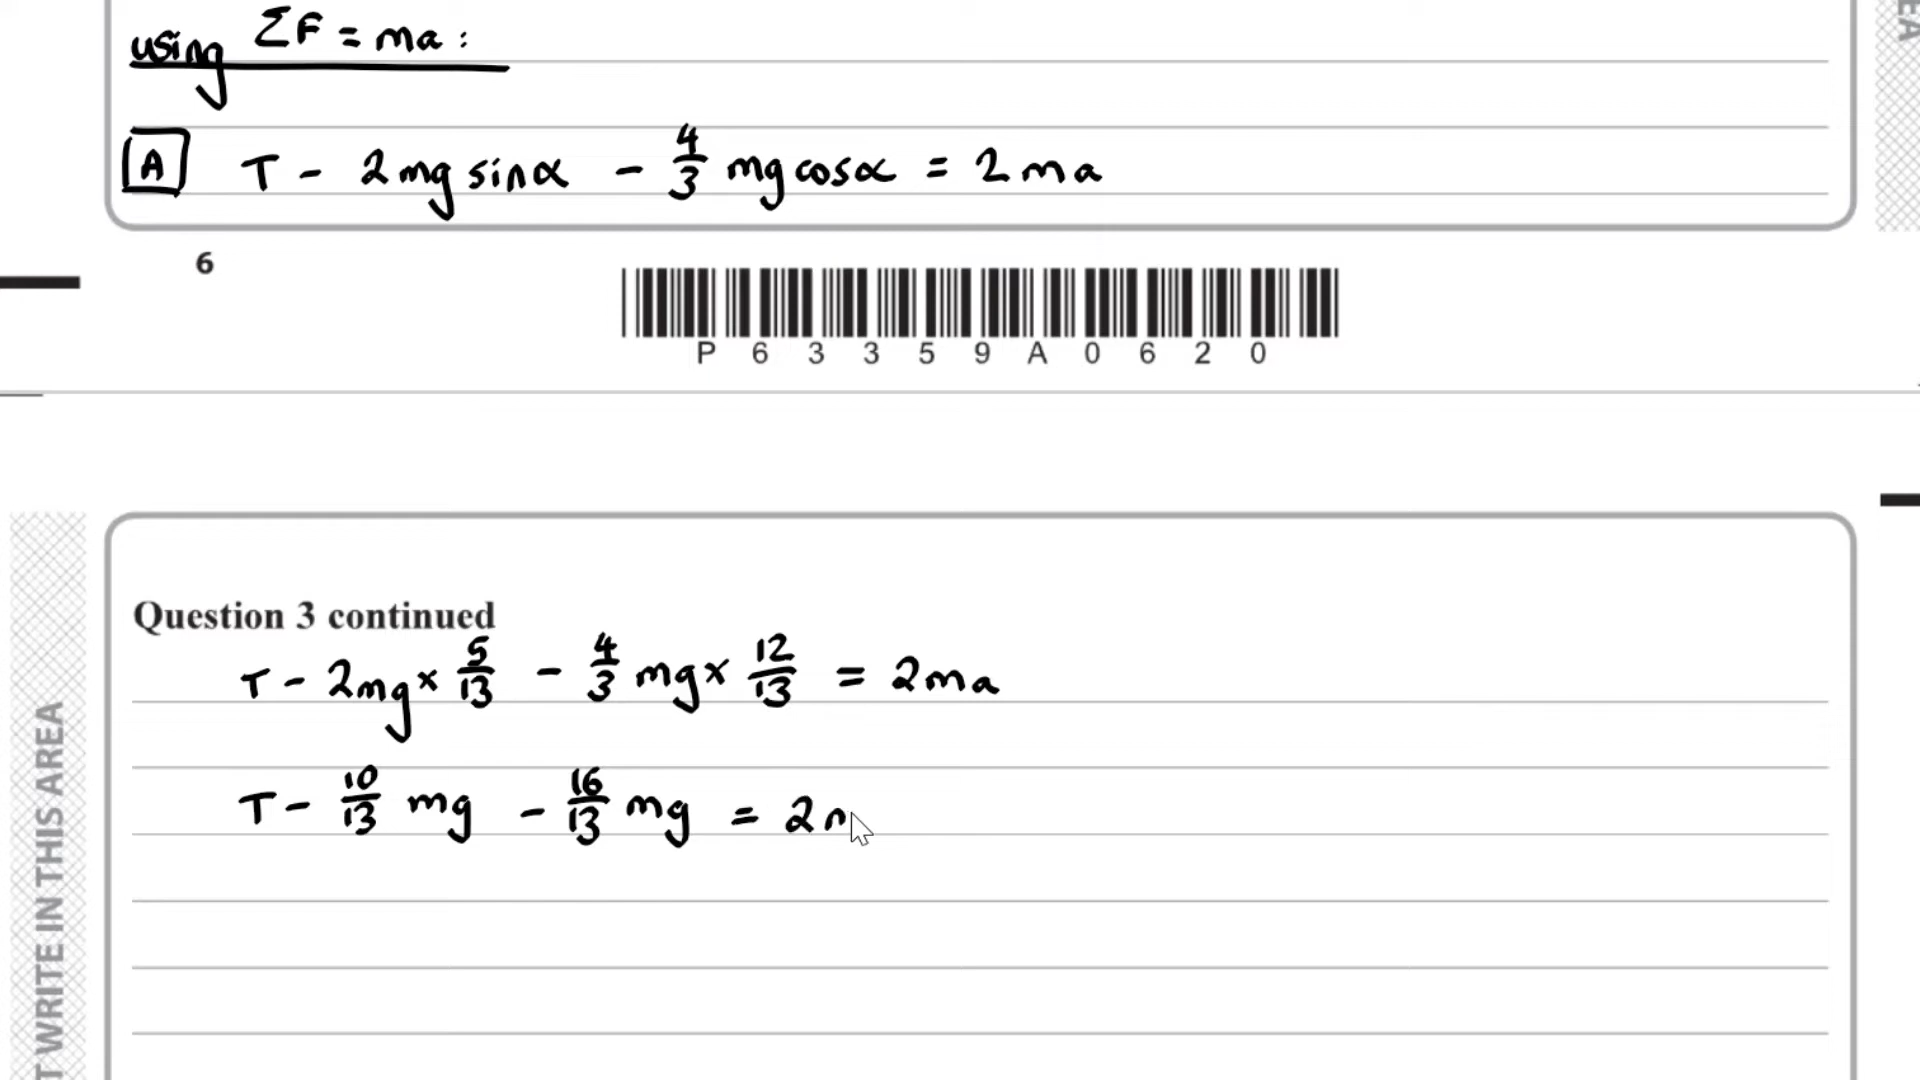 using ΣF = ma :
EA
A T - 2mg sinα - 4/3 mg cosα = 2ma
6
P 6 3 3 5 9 A 0 6 2 0
Question 3 continued
T - 2mg × 5/13 - 4/3 mg × 12/13 = 2ma
T - 10/13 mg - 16/13 mg = 2
T WRITE IN THIS AREA